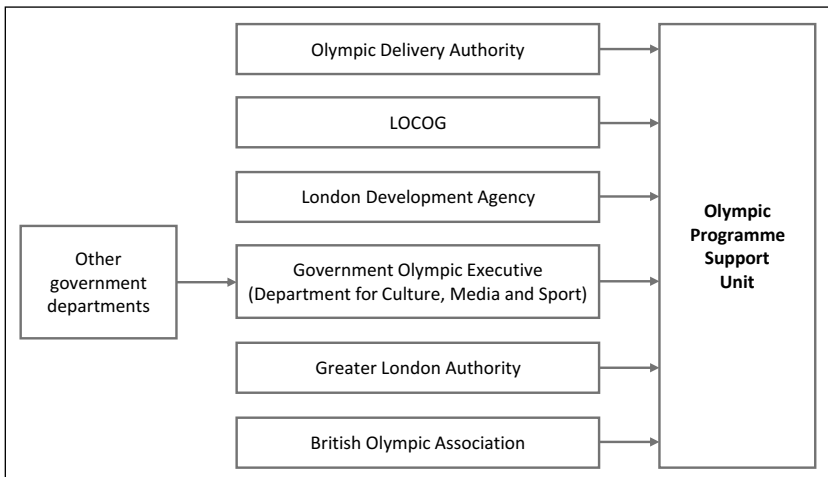 Olympic Delivery Authority
LOCOG
London Development Agency
Other
government
departments
Government Olympic Executive
(Department for Culture, Media and Sport)
Greater London Authority
British Olympic Association
Olympic
Programme
Support
Unit